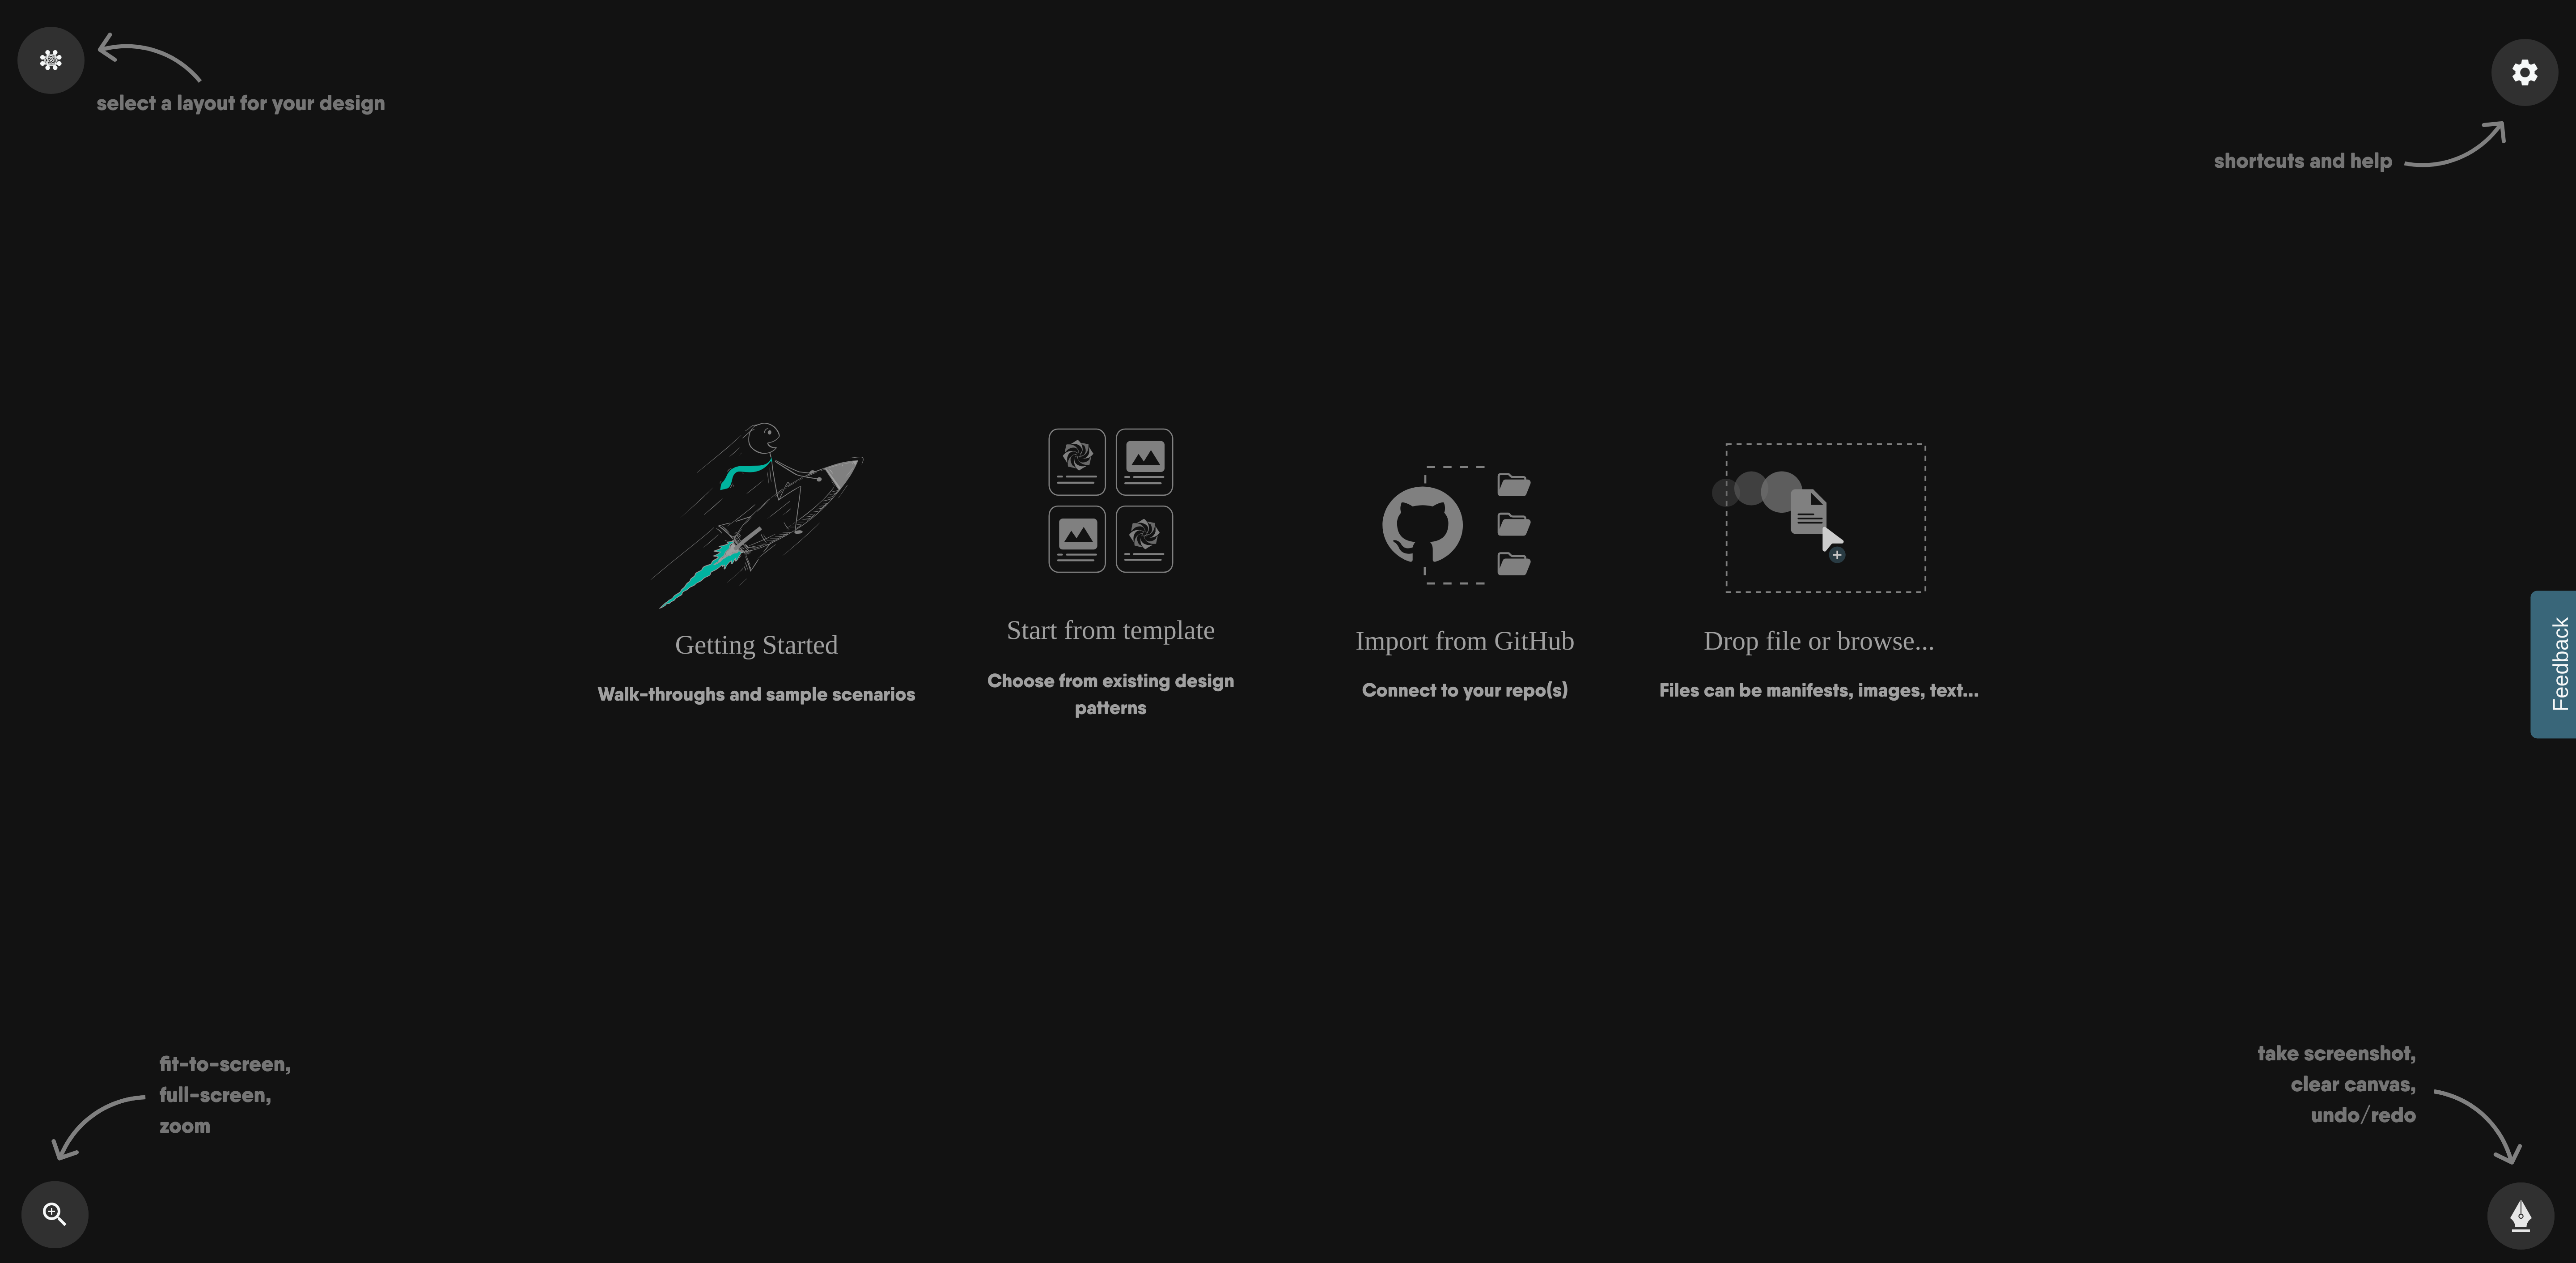 select a layout for your design
shortcuts and help
Getting Started
Walk-throughs and sample scenarios
Start from template
Choose from existing design
patterns
Import from GitHub
Connect to your repo(s)
Drop file or browse...
Files can be manifests, images, text...
Feedback
fit-to-screen,
full-screen,
zoom
take screenshot,
clear canvas,
undo/redo